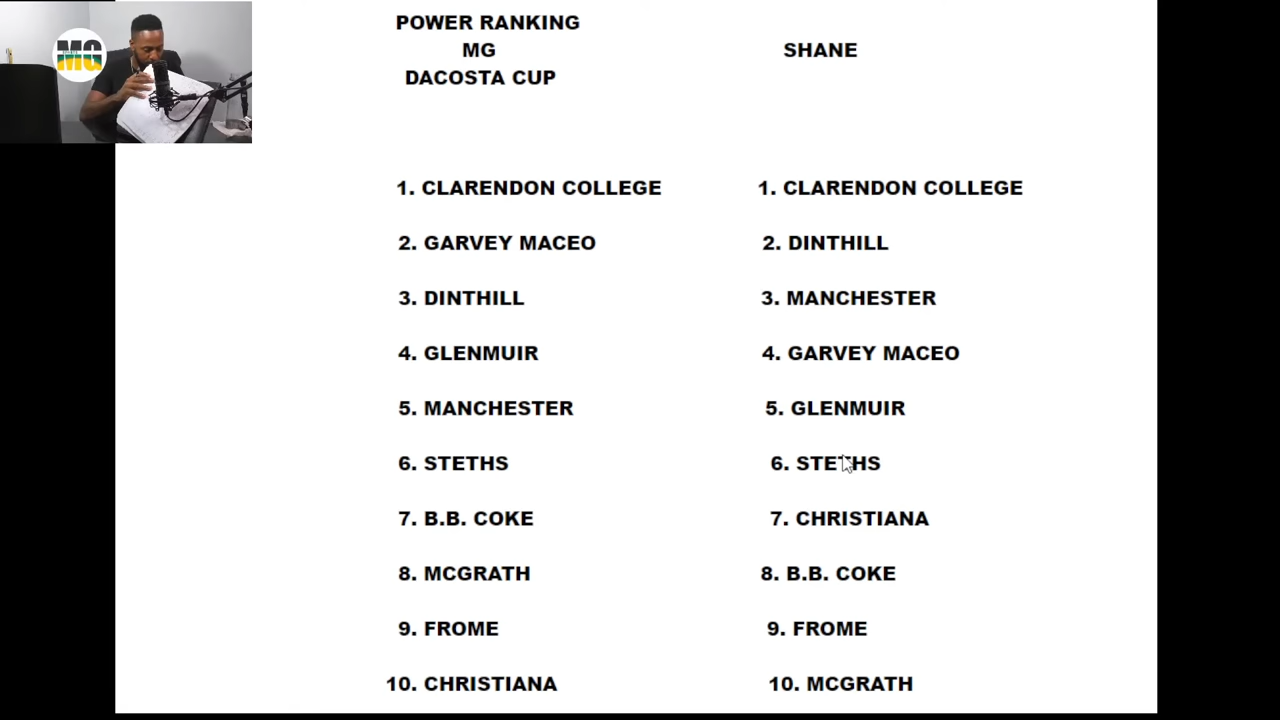 MG
POWER RANKING
MG
DACOSTA CUP
1. CLARENDON COLLEGE
2. GARVEY MACEO
3. DINTHILL
4. GLENMUIR
5. MANCHESTER
6. STETHS
7. B.B. COKE
8. MCGRATH
9. FROME
10. CHRISTIANA
SHANE
1. CLARENDON COLLEGE
2. DINTHILL
3. MANCHESTER
4. GARVEY MACEO
5. GLENMUIR
6. STETHS
7. CHRISTIANA
8. B.B. COKE
9. FROME
10. MCGRATH